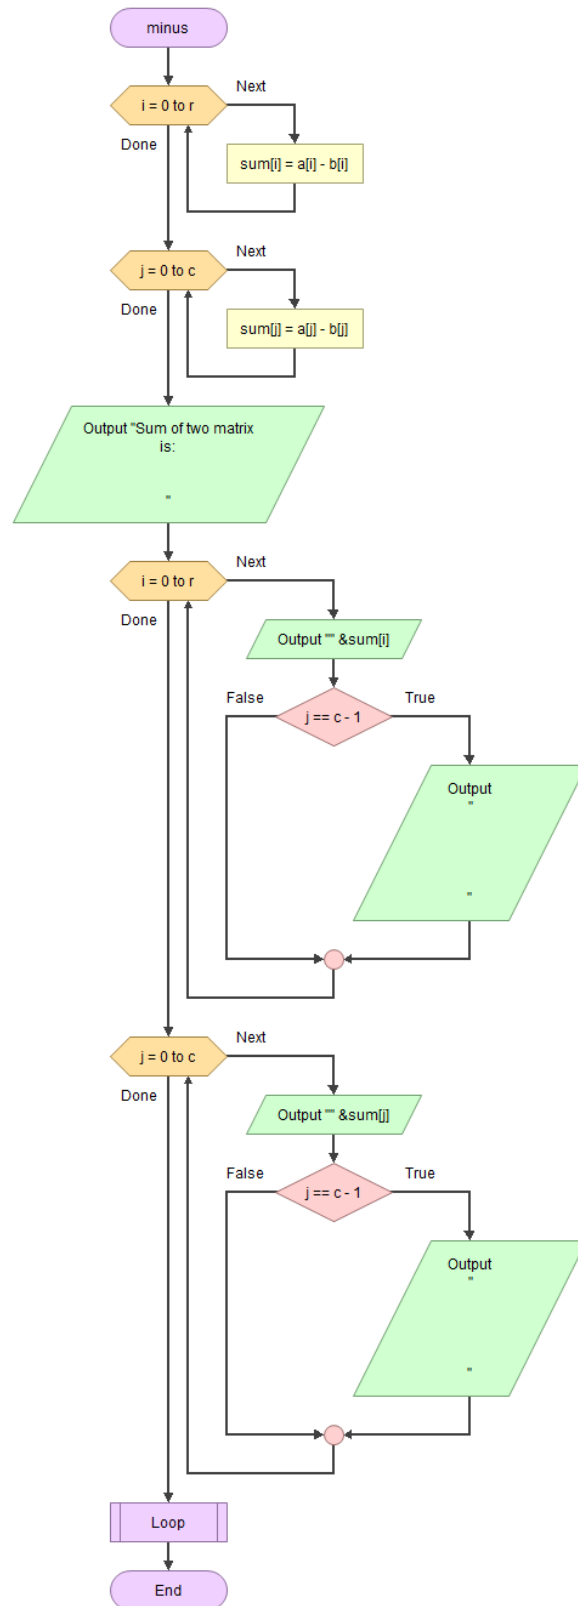 minus
i = 0 to r
Next
Done
sum[i] = a[i] - b[i]
j = 0 to c
Next
Done
sum[j] = a[j] - b[j]
Output "Sum of two matrix
is:
"
i = 0 to r
Next
Done
Output "" &sum[i]
False
j == c - 1
True
Output
"
"
j = 0 to c
Next
Done
Output "" &sum[j]
False
j == c - 1
True
Output
"
"
Loop
End